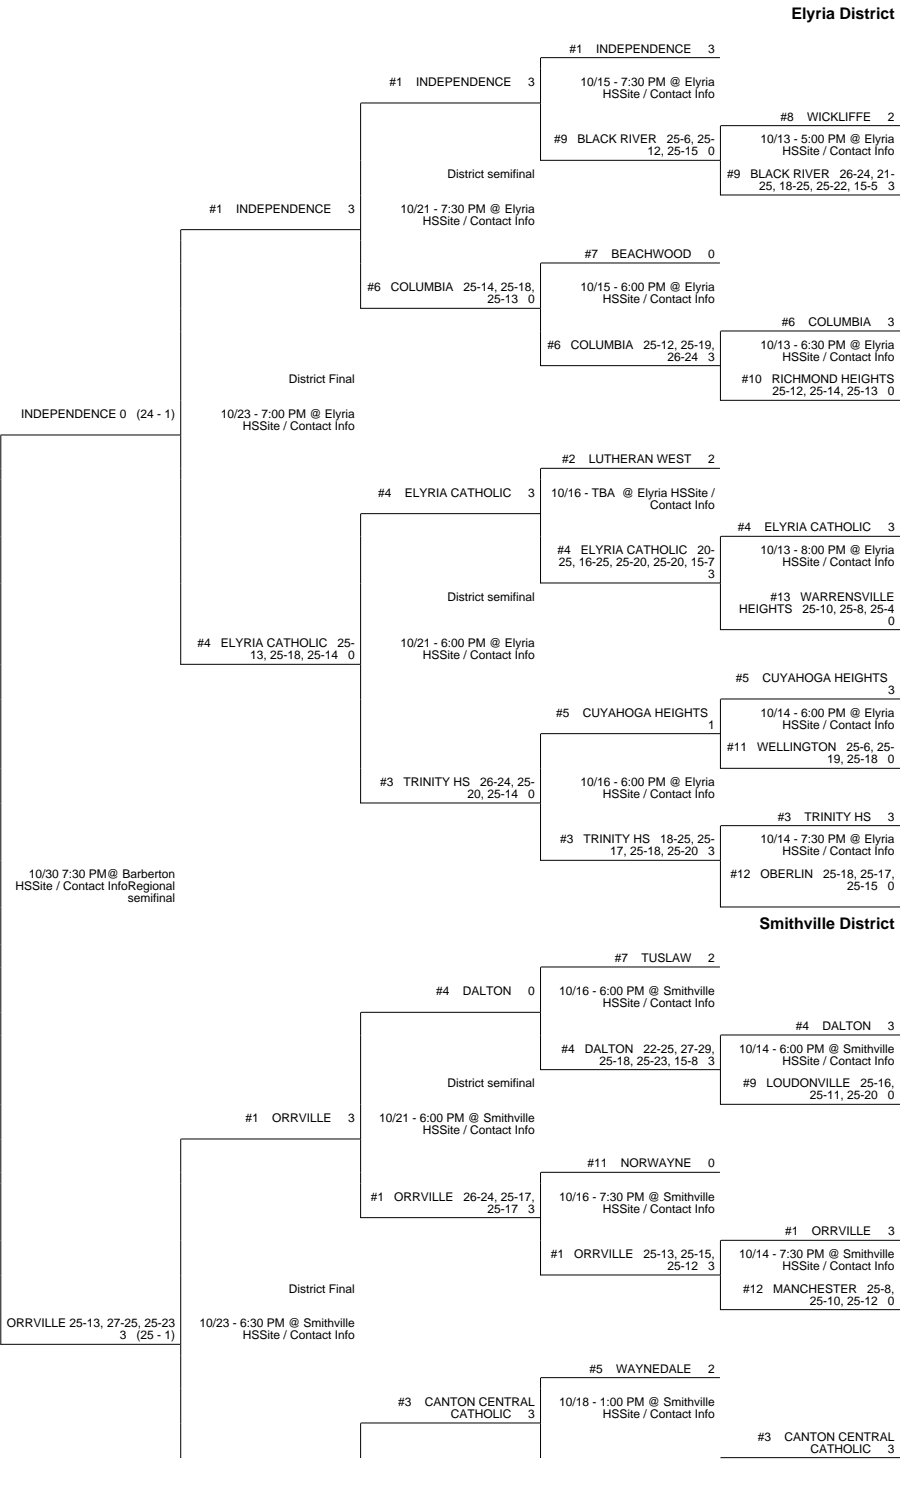 Elyria District
#1 INDEPENDENCE 3
#1 INDEPENDENCE 3
10/15 - 7:30 PM @ Elyria
HSSite / Contact Info
#8 WICKLIFFE 2
#9 BLACK RIVER 25-6, 25-
12, 25-15 0
10/13 - 5:00 PM @ Elyria
HSSite / Contact Info
District semifinal
#9 BLACK RIVER 26-24, 21-
25, 18-25, 25-22, 15-5 3
#1 INDEPENDENCE 3
10/21 - 7:30 PM @ Elyria
HSSite / Contact Info
#7 BEACHWOOD 0
#6 COLUMBIA 25-14, 25-18,
25-13 0
10/15 - 6:00 PM @ Elyria
HSSite / Contact Info
#6 COLUMBIA 3
#6 COLUMBIA 25-12, 25-19,
26-24 3
10/13 - 6:30 PM @ Elyria
HSSite / Contact Info
District Final
#10 RICHMOND HEIGHTS
25-12, 25-14, 25-13 0
INDEPENDENCE 0 (24 - 1)
10/23 - 7:00 PM @ Elyria
HSSite / Contact Info
#2 LUTHERAN WEST 2
#4 ELYRIA CATHOLIC 3
10/16 - TBA @ Elyria HSSite /
Contact Info
#4 ELYRIA CATHOLIC 3
#4 ELYRIA CATHOLIC 20-
25, 16-25, 25-20, 25-20, 15-7
3
10/13 - 8:00 PM @ Elyria
HSSite / Contact Info
District semifinal
#13 WARRENSVILLE
HEIGHTS 25-10, 25-8, 25-4
0
#4 ELYRIA CATHOLIC 25-
13, 25-18, 25-14 0
10/21 - 6:00 PM @ Elyria
HSSite / Contact Info
#5 CUYAHOGA HEIGHTS
3
#5 CUYAHOGA HEIGHTS
1
10/14 - 6:00 PM @ Elyria
HSSite / Contact Info
#11 WELLINGTON 25-6, 25-
19, 25-18 0
#3 TRINITY HS 26-24, 25-
20, 25-14 0
10/16 - 6:00 PM @ Elyria
HSSite / Contact Info
#3 TRINITY HS 3
#3 TRINITY HS 18-25, 25-
17, 25-18, 25-20 3
10/14 - 7:30 PM @ Elyria
HSSite / Contact Info
10/30 7:30 PM@ Barberton
HSSite / Contact InfoRegional
semifinal
#12 OBERLIN 25-18, 25-17,
25-15 0
Smithville District
#7 TUSLAW 2
#4 DALTON 0
10/16 - 6:00 PM @ Smithville
HSSite / Contact Info
#4 DALTON 3
#4 DALTON 22-25, 27-29,
25-18, 25-23, 15-8 3
10/14 - 6:00 PM @ Smithville
HSSite / Contact Info
District semifinal
#9 LOUDONVILLE 25-16,
25-11, 25-20 0
#1 ORRVILLE 3
10/21 - 6:00 PM @ Smithville
HSSite / Contact Info
#11 NORWAYNE 0
#1 ORRVILLE 26-24, 25-17,
25-17 3
10/16 - 7:30 PM @ Smithville
HSSite / Contact Info
#1 ORRVILLE 3
#1 ORRVILLE 25-13, 25-15,
25-12 3
10/14 - 7:30 PM @ Smithville
HSSite / Contact Info
District Final
#12 MANCHESTER 25-8,
25-10, 25-12 0
ORRVILLE 25-13, 27-25, 25-23
3 (25 - 1)
10/23 - 6:30 PM @ Smithville
HSSite / Contact Info
#5 WAYNEDALE 2
#3 CANTON CENTRAL
CATHOLIC 3
10/18 - 1:00 PM @ Smithville
HSSite / Contact Info
#3 CANTON CENTRAL
CATHOLIC 3